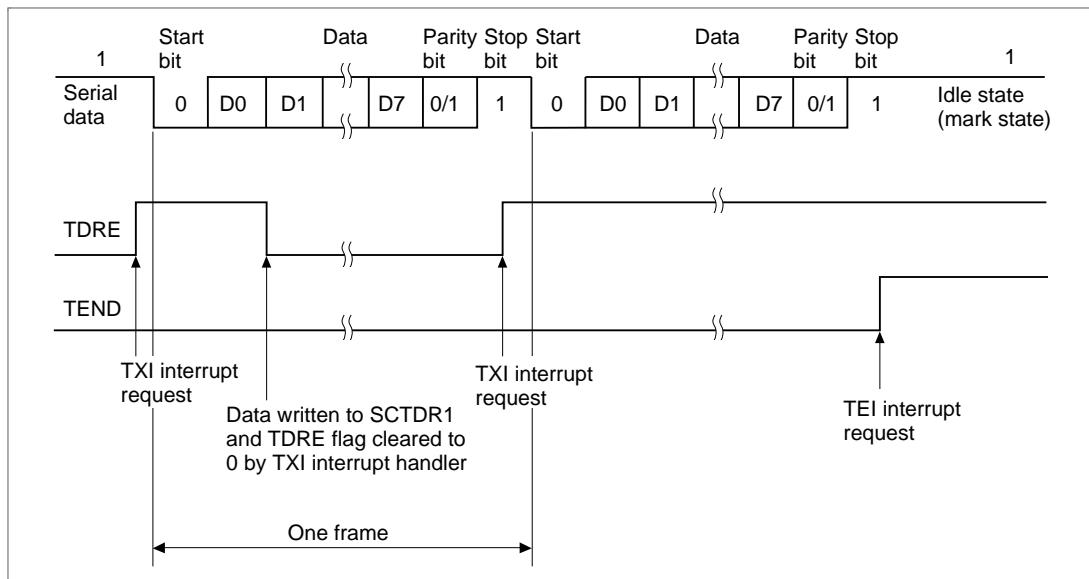 Start Data Parity Stop Start Data Parity Stop
1 bit bit bit bit bit bit 1
Serial data 0 D0 D1 D7 0/1 1 0 D0 D1 D7 0/1 1 Idle state
(mark state)
TDRE
TEND
TXI interrupt
request
Data written to SCTDR1
and TDRE flag cleared to
0 by TXI interrupt handler
TXI interrupt
request
TEI interrupt
request
One frame